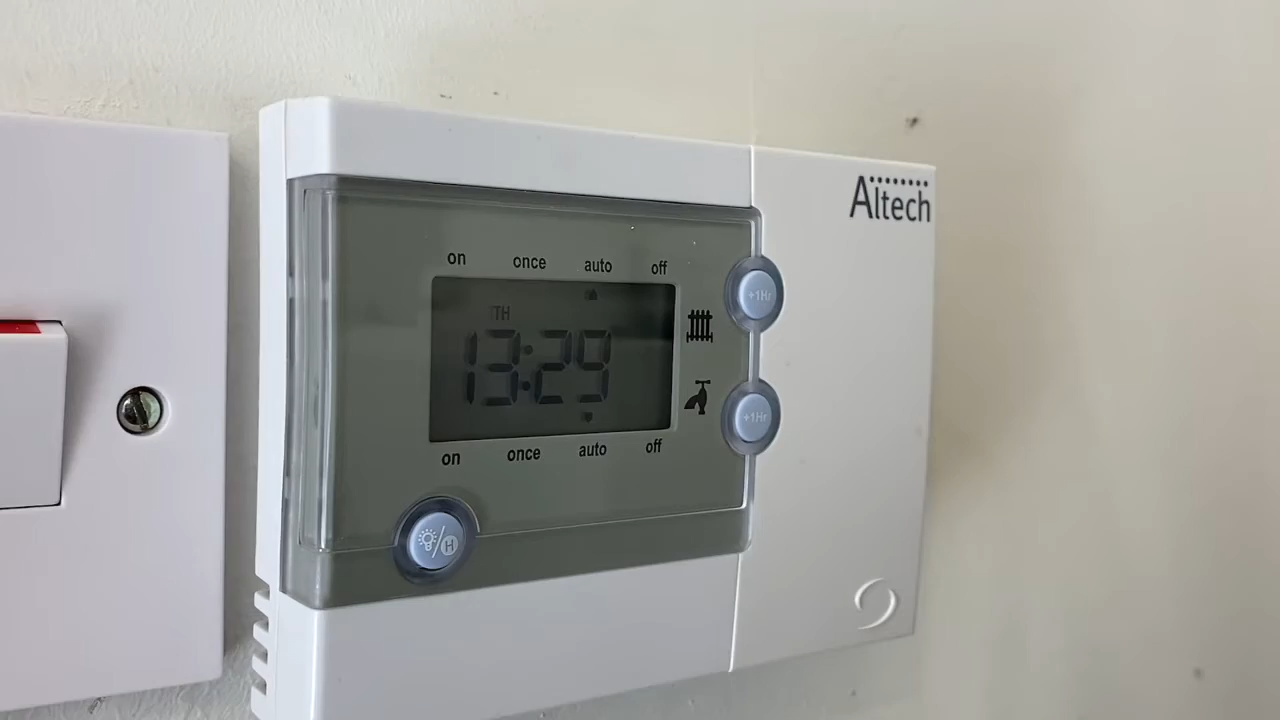 Altech
on once auto off
TH
13:29
+1Hr
+1Hr
on once auto off
H